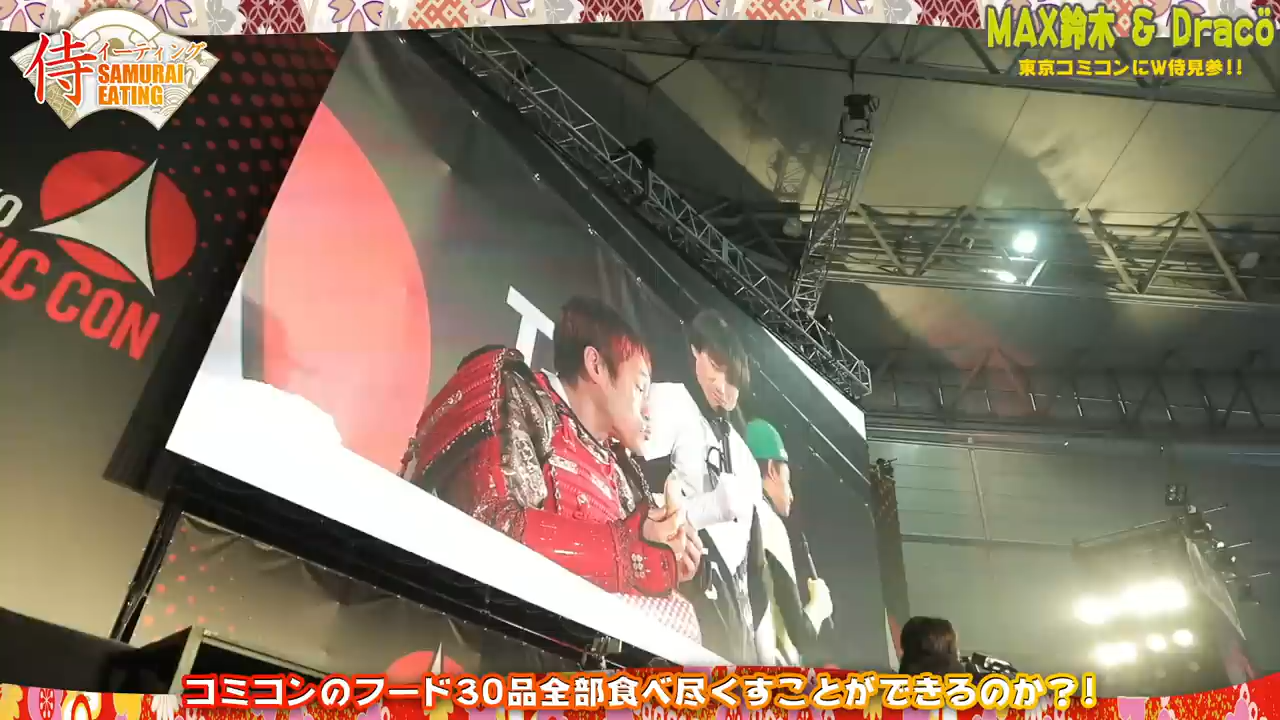 侍イーティング
SAMURAI
EATING
MAX鈴木 & Dracö
東京コミコンにW侍見参!!
IC CON
T
コミコンのフード30品全部食べ尽くすことができるのか?!